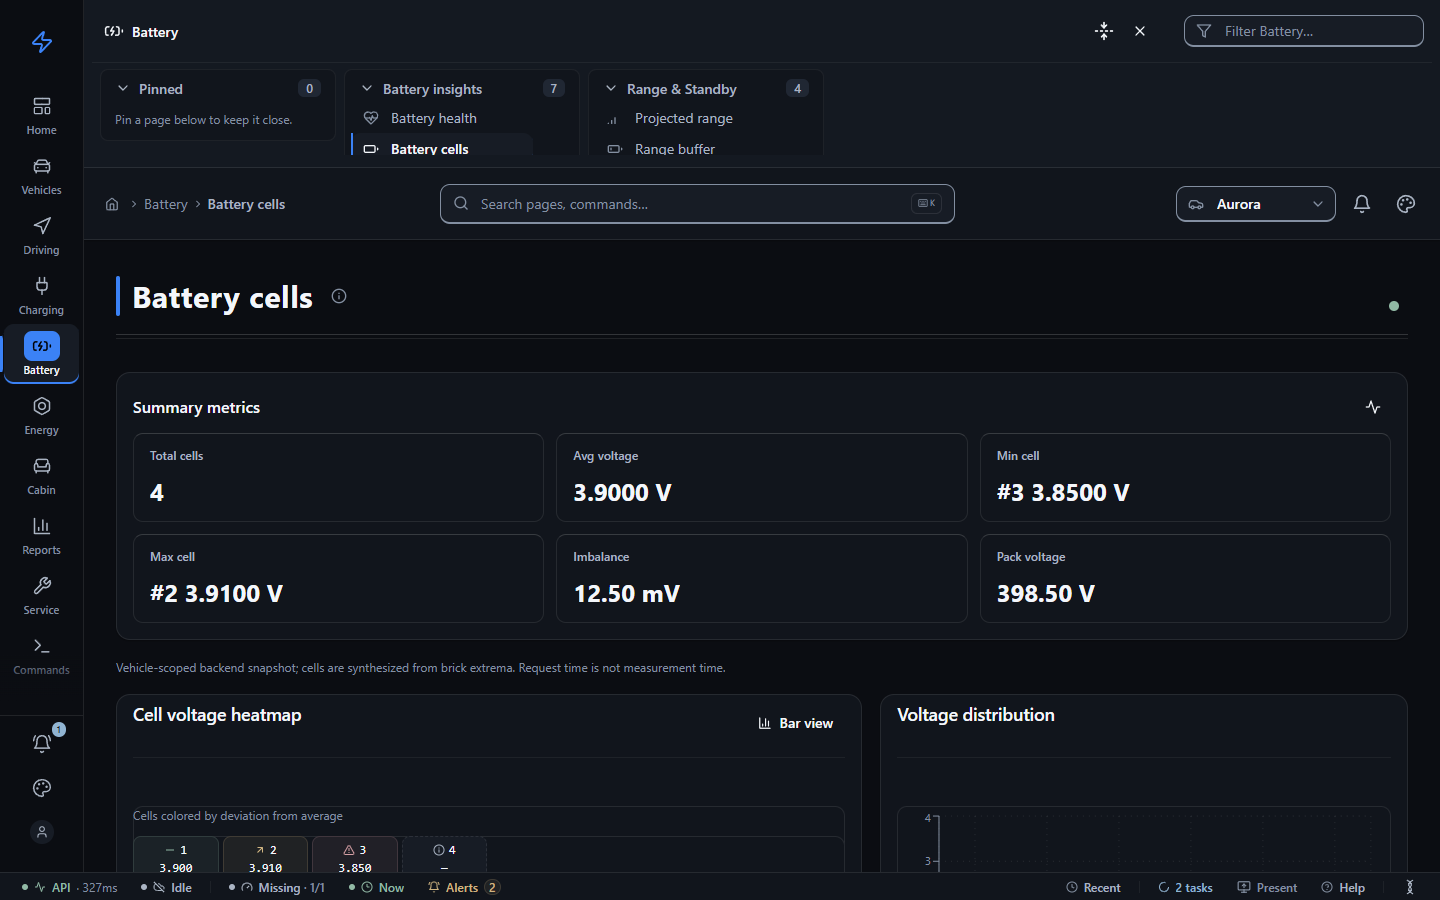 Battery
Filter Battery...
Pinned 0
Pin a page below to keep it close.
Battery insights 7
Battery health
Battery cells
Range & Standby 4
Projected range
Range buffer
Home
Vehicles
Driving
Charging
Battery
Energy
Cabin
Reports
Service
Commands
1
Battery Battery cells
Search pages, commands...
K
Aurora
Battery cells
Summary metrics
Total cells
4
Avg voltage
3.9000 V
Min cell
#3 3.8500 V
Max cell
#2 3.9100 V
Imbalance
12.50 mV
Pack voltage
398.50 V
Vehicle-scoped backend snapshot; cells are synthesized from brick extrema. Request time is not measurement time.
Cell voltage heatmap
Bar view
Cells colored by deviation from average
1
3.900
2
3.910
3
3.850
4
—
Voltage distribution
4
3
API · 327ms
Idle
Missing · 1/1
Now
Alerts 2
Recent
2 tasks
Present
Help